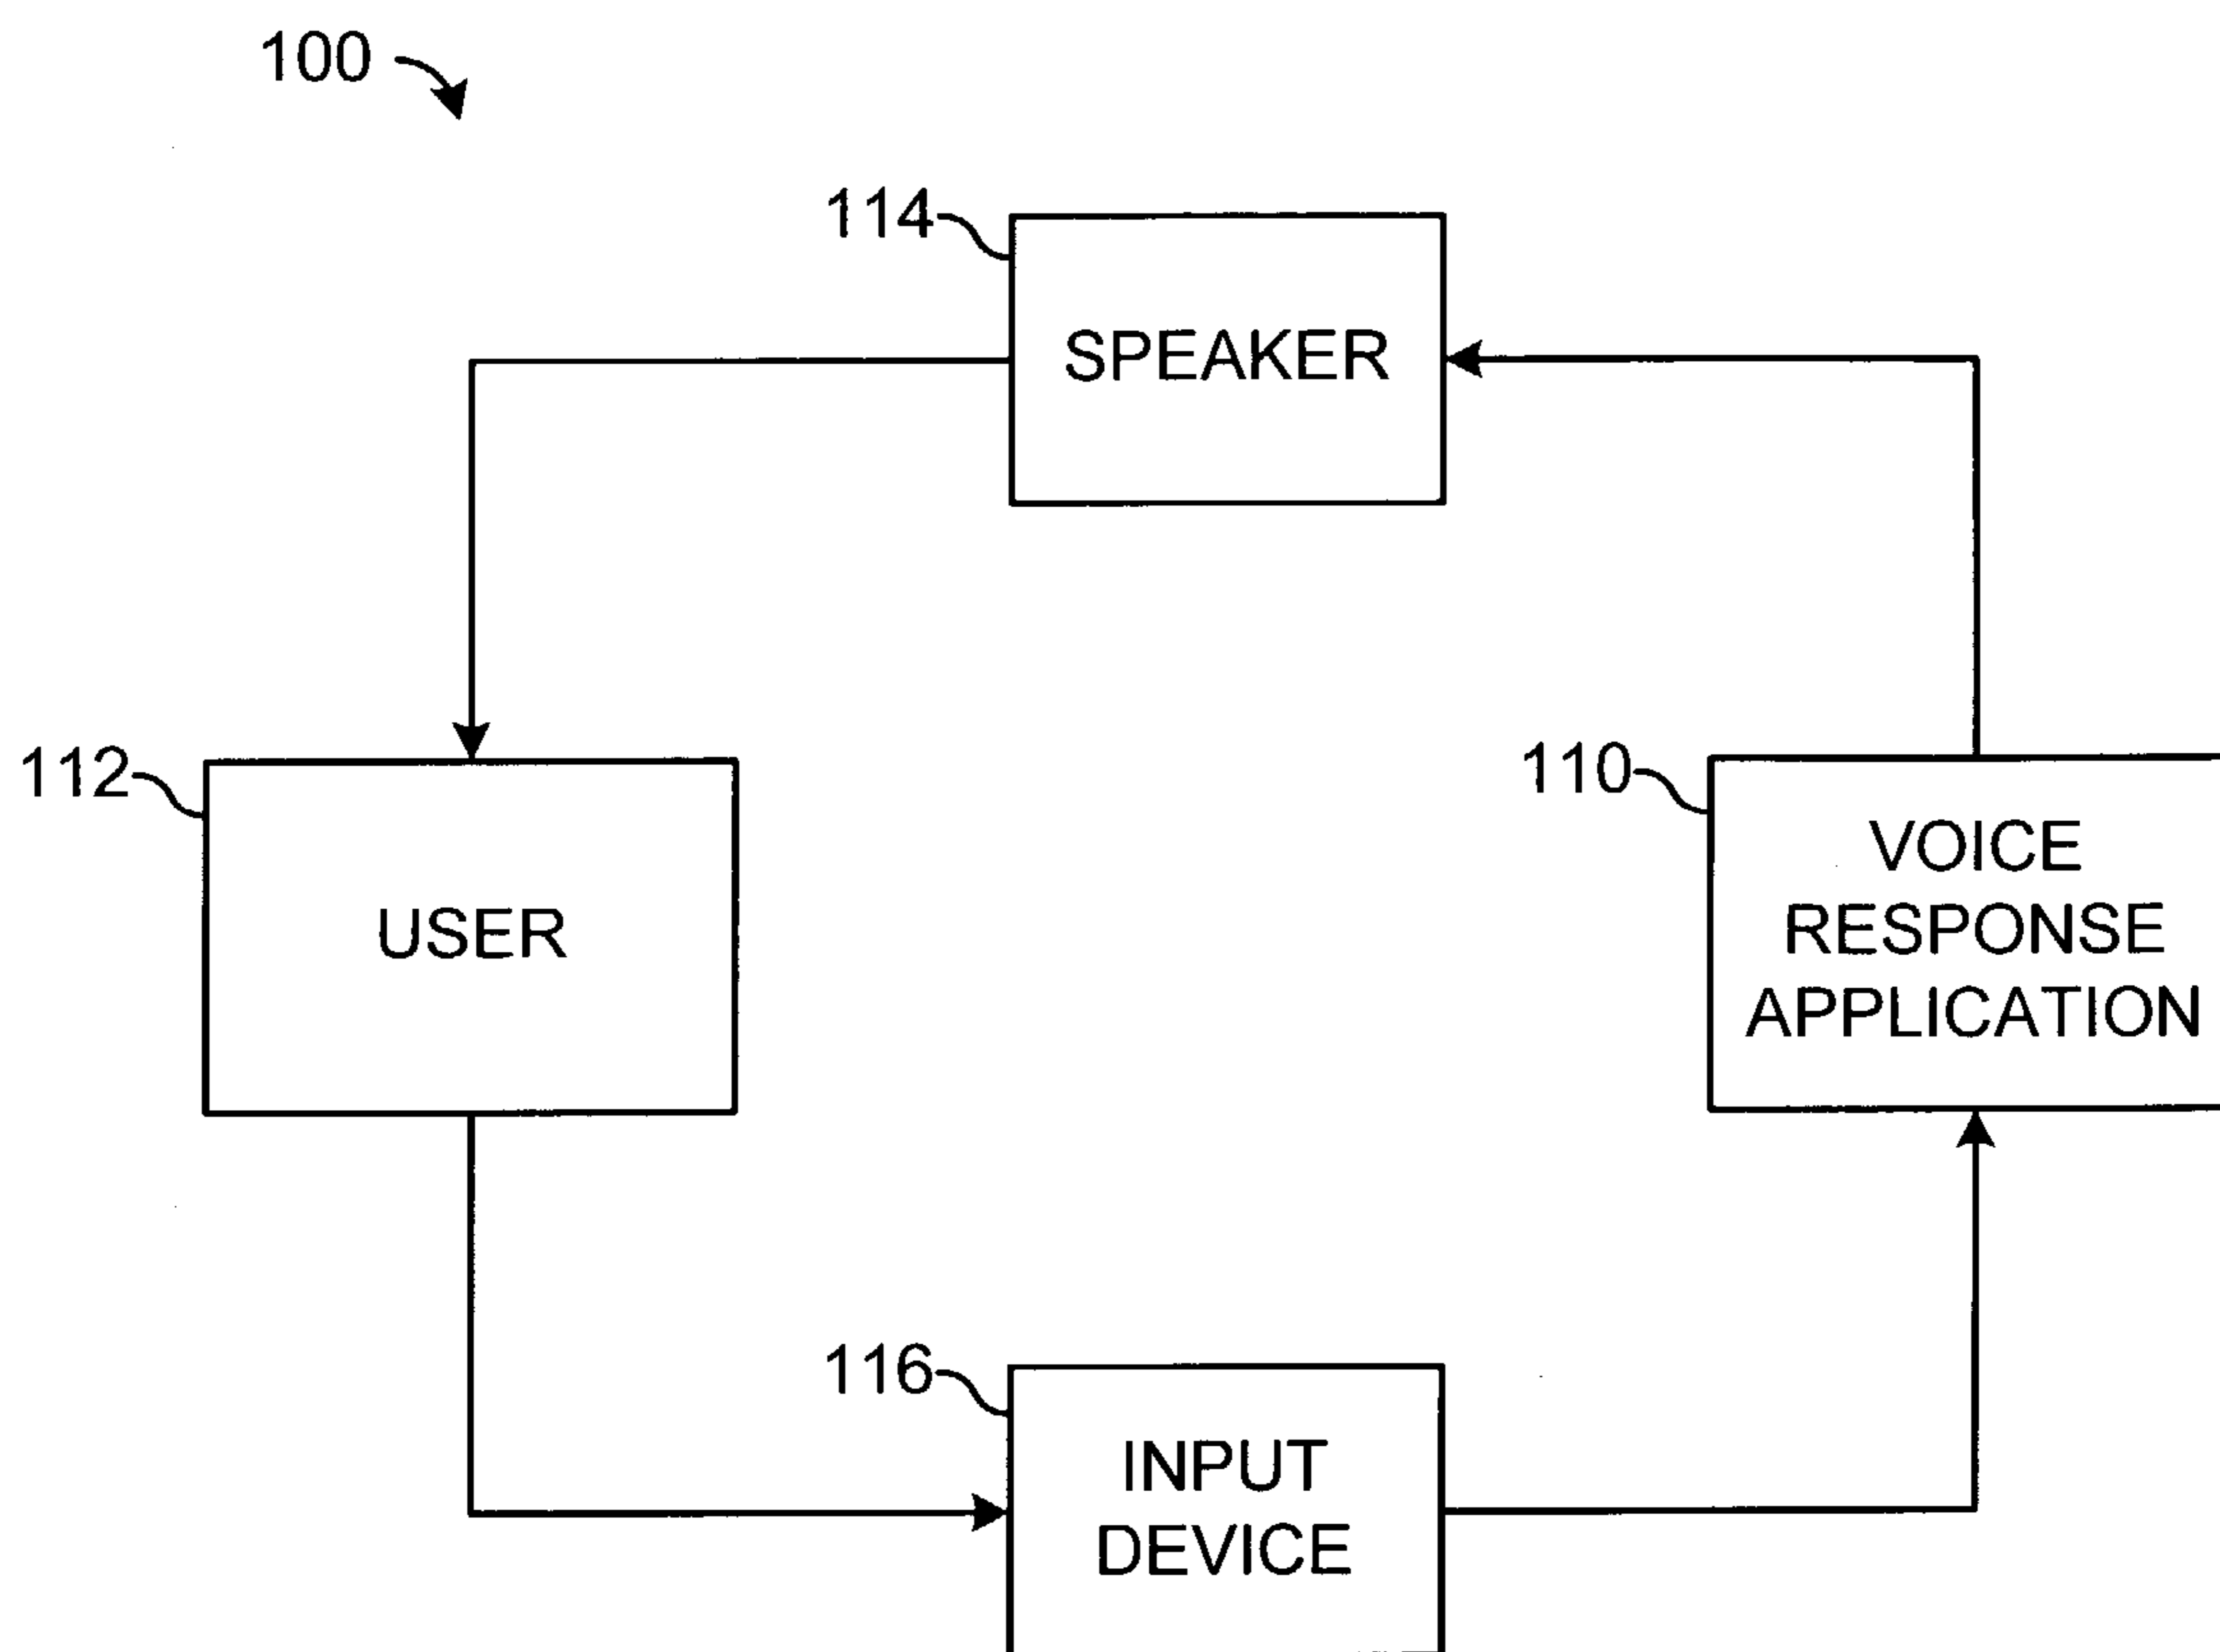 100
114
SPEAKER
112
USER
110
VOICE
RESPONSE
APPLICATION
116
INPUT
DEVICE